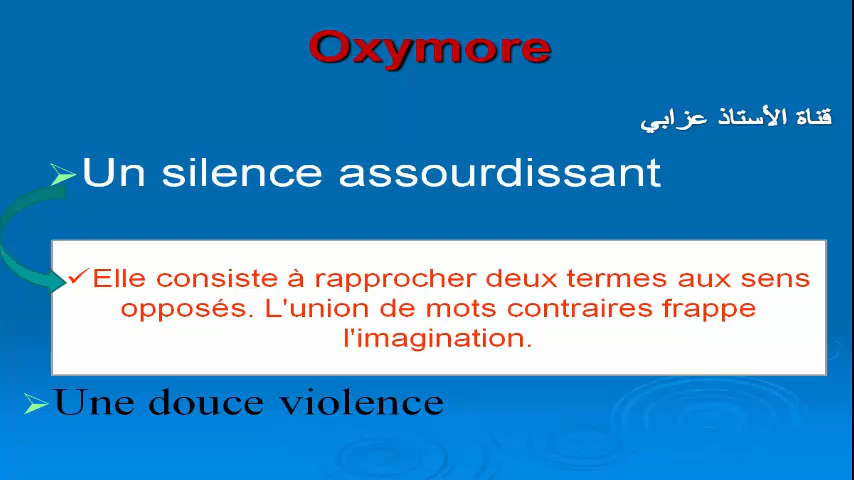 Oxymore
قناة الأستاذ عزابي
Un silence assourdissant
Elle consiste à rapprocher deux termes aux sens
opposés. L'union de mots contraires frappe
l'imagination.
Une douce violence